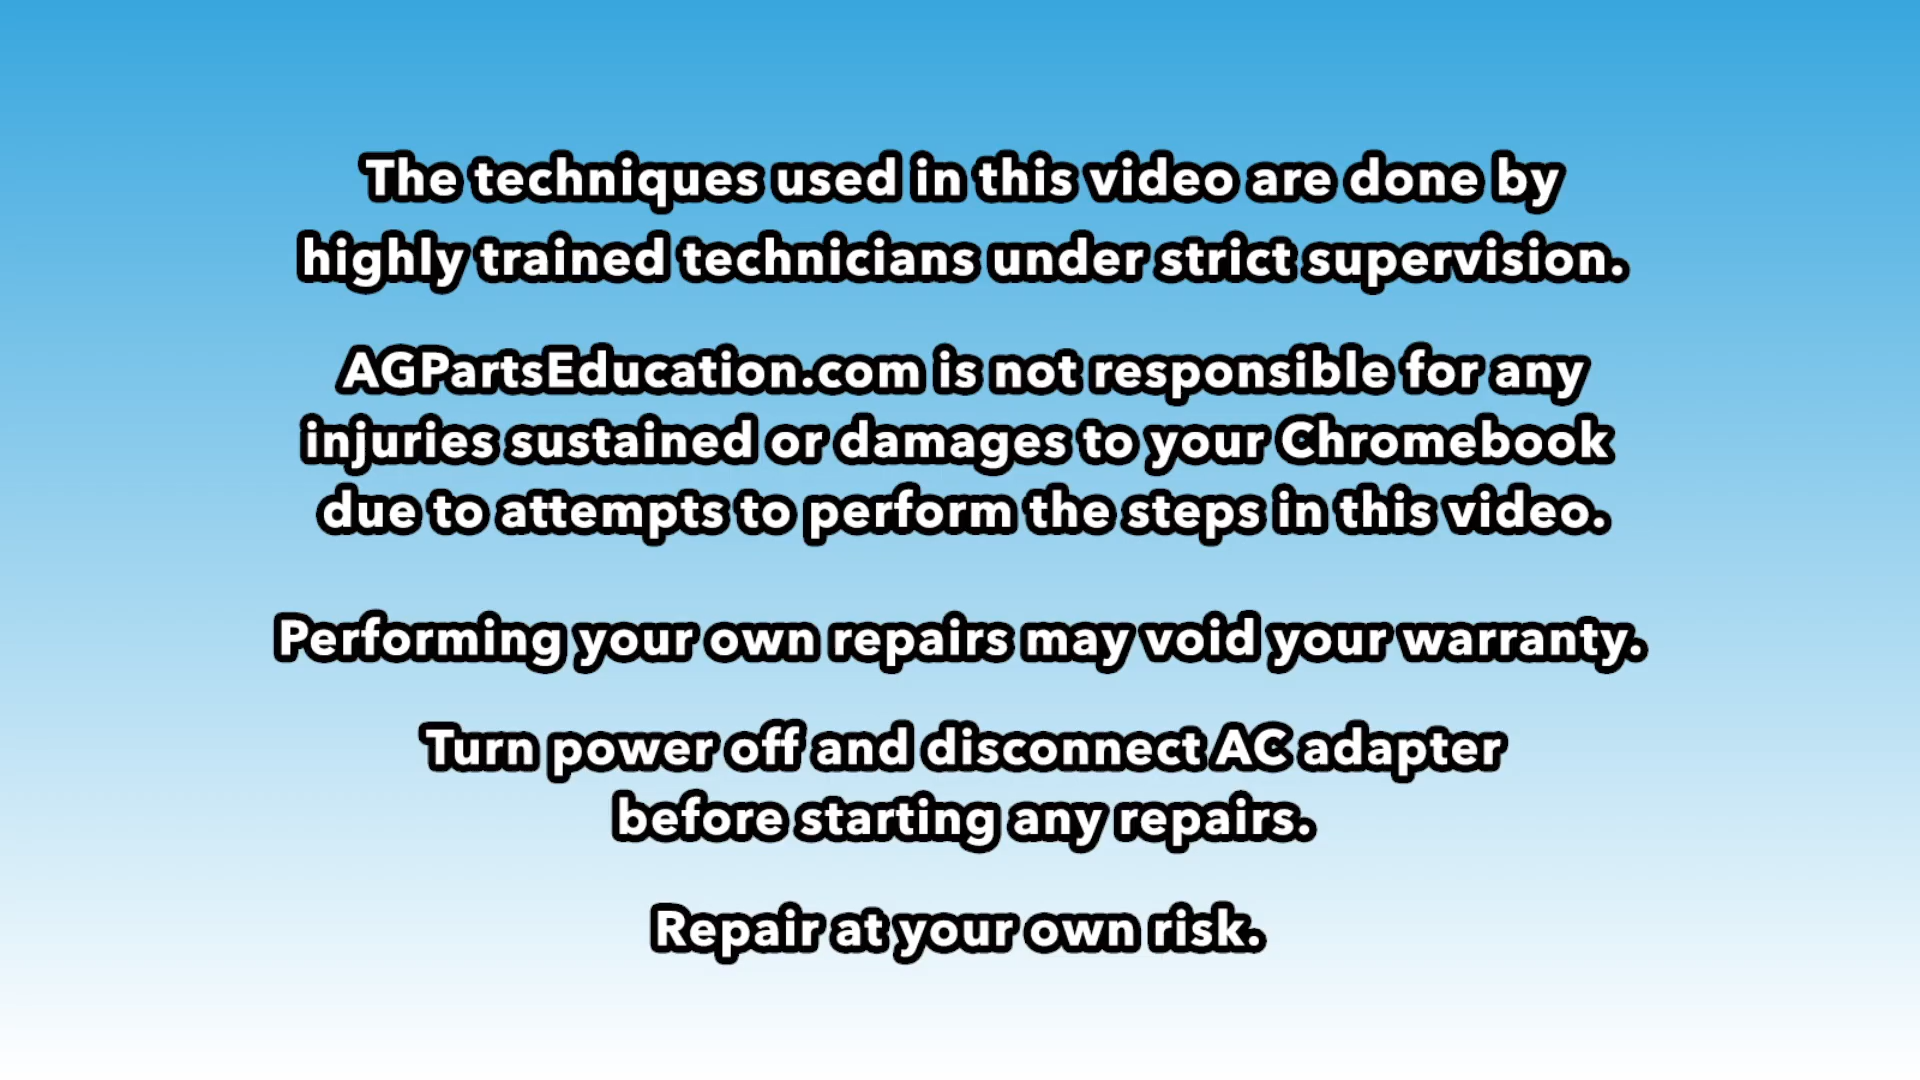 The techniques used in this video are done by
highly trained technicians under strict supervision.
AGPartsEducation.com is not responsible for any
injuries sustained or damages to your Chromebook
due to attempts to perform the steps in this video.
Performing your own repairs may void your warranty.
Turn power off and disconnect AC adapter
before starting any repairs.
Repair at your own risk.